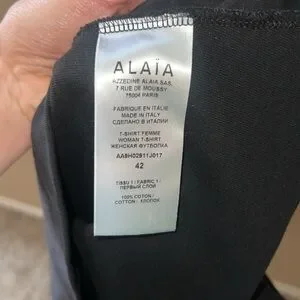 ALAÏA
AZZEDINE ALAIA SAS,
7 RUE DE MOUSSY
75004 PARIS
FABRIQUE EN ITALIE
MADE IN ITALY
СДЕЛАНО В ИТАЛИИ
T-SHIRT FEMME
WOMAN T-SHIRT
ЖЕНСКАЯ ФУТБОЛКА
AA9H02911J017
42
TISSU 1 / FABRIC 1 /
ПЕРВЫЙ СЛОЙ
100% COTON /
COTTON / ХЛОПОК